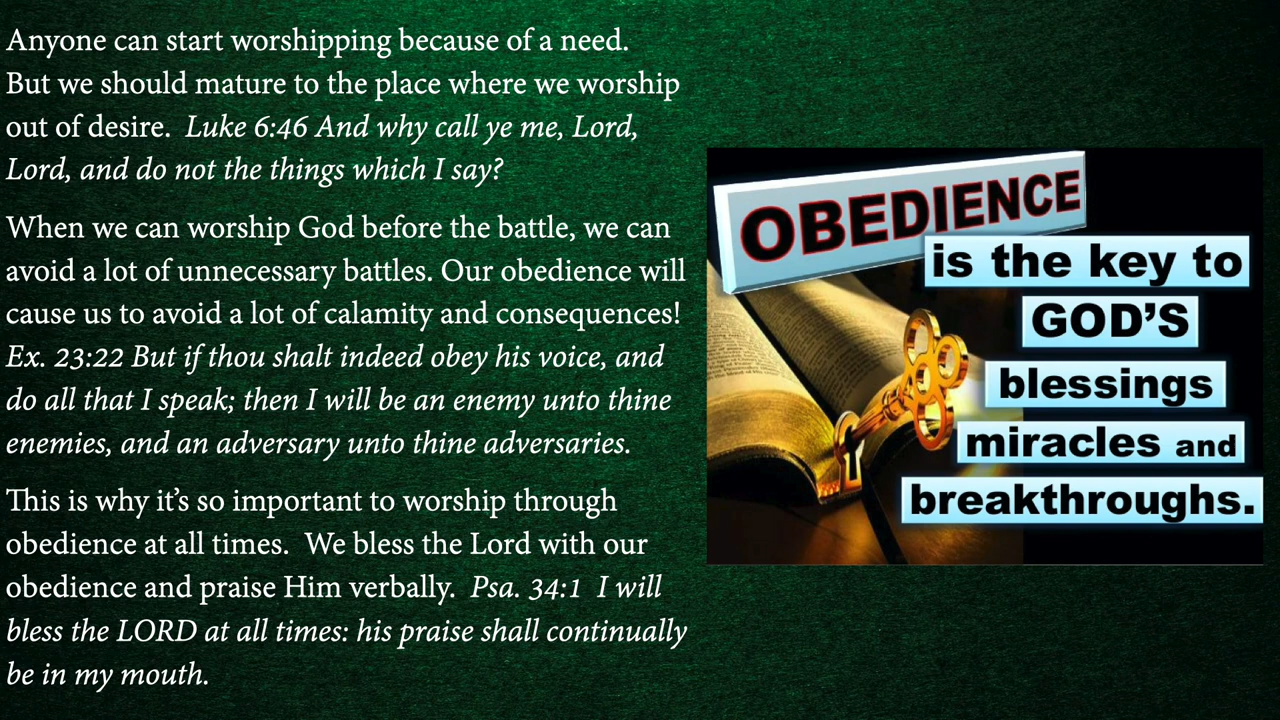 Anyone can start worshipping because of a need.
But we should mature to the place where we worship
out of desire.  Luke 6:46 And why call ye me, Lord,
Lord, and do not the things which I say?
When we can worship God before the battle, we can
avoid a lot of unnecessary battles. Our obedience will
cause us to avoid a lot of calamity and consequences!
Ex. 23:22 But if thou shalt indeed obey his voice, and
do all that I speak; then I will be an enemy unto thine
enemies, and an adversary unto thine adversaries.
This is why it's so important to worship through
obedience at all times.  We bless the Lord with our
obedience and praise Him verbally.  Psa. 34:1  I will
bless the LORD at all times: his praise shall continually
be in my mouth.
OBEDIENCE
is the key to
GOD'S
blessings
miracles and
breakthroughs.